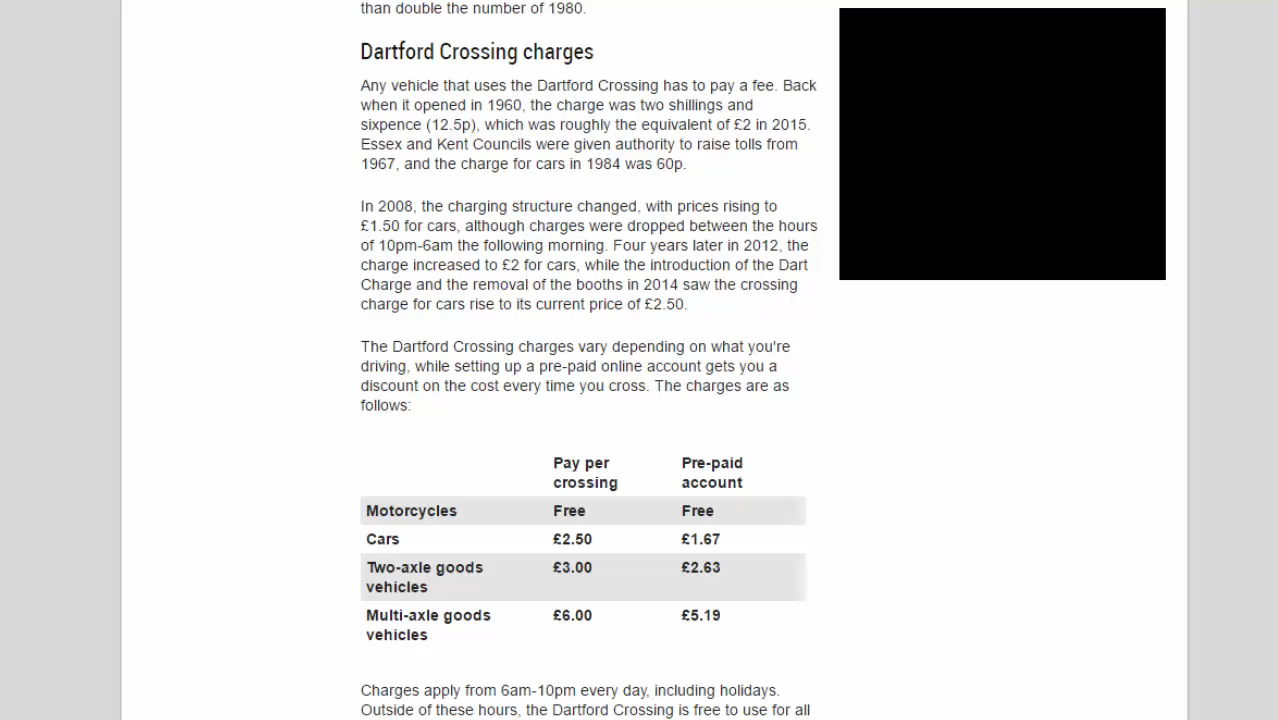 than double the number of 1980.
Dartford Crossing charges
Any vehicle that uses the Dartford Crossing has to pay a fee. Back
when it opened in 1960, the charge was two shillings and
sixpence (12.5p), which was roughly the equivalent of £2 in 2015.
Essex and Kent Councils were given authority to raise tolls from
1967, and the charge for cars in 1984 was 60p.
In 2008, the charging structure changed, with prices rising to
£1.50 for cars, although charges were dropped between the hours
of 10pm-6am the following morning. Four years later in 2012, the
charge increased to £2 for cars, while the introduction of the Dart
Charge and the removal of the booths in 2014 saw the crossing
charge for cars rise to its current price of £2.50.
The Dartford Crossing charges vary depending on what you're
driving, while setting up a pre-paid online account gets you a
discount on the cost every time you cross. The charges are as
follows:
Pay per Pre-paid
crossing account
Motorcycles Free Free
Cars £2.50 £1.67
Two-axle goods £3.00 £2.63
vehicles
Multi-axle goods £6.00 £5.19
vehicles
Charges apply from 6am-10pm every day, including holidays.
Outside of these hours, the Dartford Crossing is free to use for all